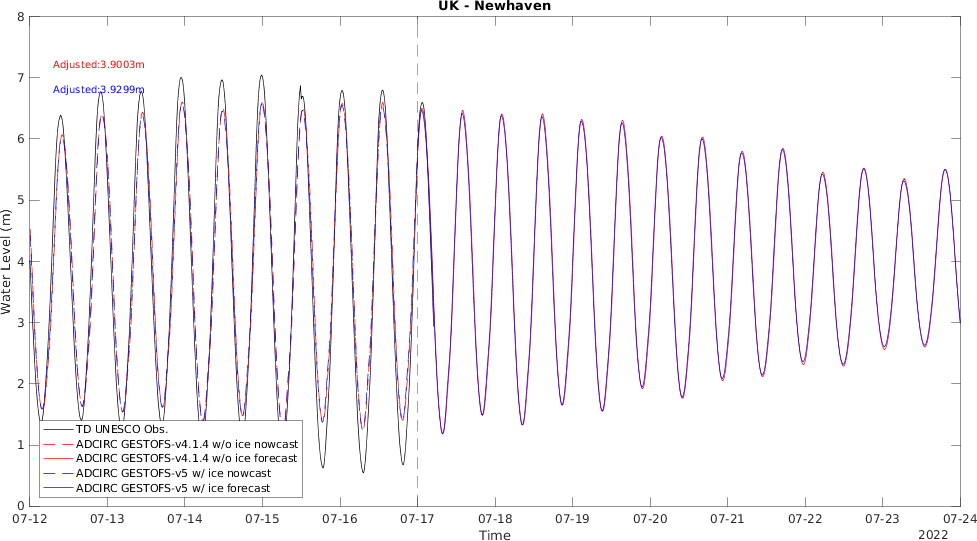 UK - Newhaven
8
7
6
5
4
3
2
1
0
Water Level (m)
Adjusted:3.9003m
Adjusted:3.9299m
TD UNESCO Obs.
ADCIRC GESTOFS-v4.1.4 w/o ice nowcast
ADCIRC GESTOFS-v4.1.4 w/o ice forecast
ADCIRC GESTOFS-v5 w/ ice nowcast
ADCIRC GESTOFS-v5 w/ ice forecast
07-12 07-13 07-14 07-15 07-16 07-17 07-18 07-19 07-20 07-21 07-22 07-23 07-24
Time
2022